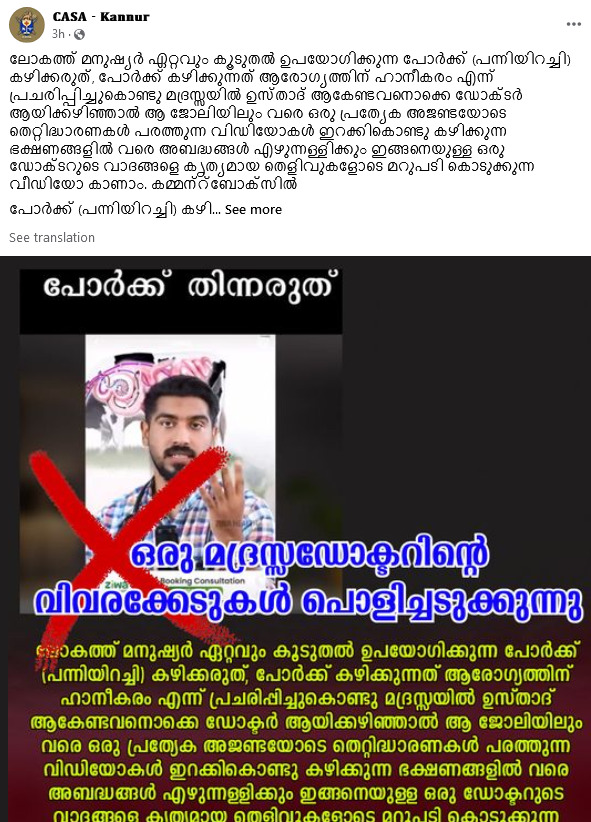 CASA - Kannur
3h
ലോകത്ത് മനുഷ്യർ ഏറ്റവും കൂടുതൽ ഉപയോഗിക്കുന്ന പോർക്ക് (പന്നിയിറച്ചി)
കഴിക്കരുത്, പോർക്ക് കഴിക്കുന്നത് ആരോഗ്യത്തിന് ഹാനീകരം എന്ന്
പ്രചരിപ്പിച്ചുകൊണ്ടു മദ്രസ്സയിൽ ഉസ്താദ് ആകേണ്ടവനൊക്കെ ഡോക്ടർ
ആയിക്കഴിഞ്ഞാൽ ആ ജോലിയിലും വരെ ഒരു പ്രത്യേക അജണ്ടയോടെ
തെറ്റിദ്ധാരണകൾ പരത്തുന്ന വിഡിയോകൾ ഇറക്കികൊണ്ടു കഴിക്കുന്ന
ഭക്ഷണങ്ങളിൽ വരെ അബദ്ധങ്ങൾ എഴുന്നള്ളിക്കും ഇങ്ങനെയുള്ള ഒരു
ഡോക്ടറുടെ വാദങ്ങളെ കൃത്യമായ തെളിവുകളോടെ മറുപടി കൊടുക്കുന്ന
വീഡിയോ കാണാം. കമ്മന്റ്ബോക്സിൽ
പോർക്ക് (പന്നിയിറച്ചി) കഴി... See more
See translation
പോർക്ക് തിന്നരുത്
Booking Consultation
ഒരു മദ്രസ്സഡോക്ടറിന്റെ
വിവരക്കേടുകൾ പൊളിച്ചടുക്കുന്നു
ലോകത്ത് മനുഷ്യർ ഏറ്റവും കൂടുതൽ ഉപയോഗിക്കുന്ന പോർക്ക്
(പന്നിയിറച്ചി) കഴിക്കരുത്, പോർക്ക് കഴിക്കുന്നത് ആരോഗ്യത്തിന്
ഹാനീകരം എന്ന് പ്രചരിപ്പിച്ചുകൊണ്ടു മദ്രസ്സയിൽ ഉസ്താദ്
ആകേണ്ടവനൊക്കെ ഡോക്ടർ ആയിക്കഴിഞ്ഞാൽ ആ ജോലിയിലും
വരെ ഒരു പ്രത്യേക അജണ്ടയോടെ തെറ്റിദ്ധാരണകൾ പരത്തുന്ന
വിഡിയോകൾ ഇറക്കികൊണ്ടു കഴിക്കുന്ന ഭക്ഷണങ്ങളിൽ വരെ
അബദ്ധങ്ങൾ എഴുന്നള്ളിക്കും ഇങ്ങനെയുള്ള ഒരു ഡോക്ടറുടെ
വാദങ്ങളെ കൃത്യമായ തെളിവുകളോടെ മറുപടി കൊടുക്കുന്ന